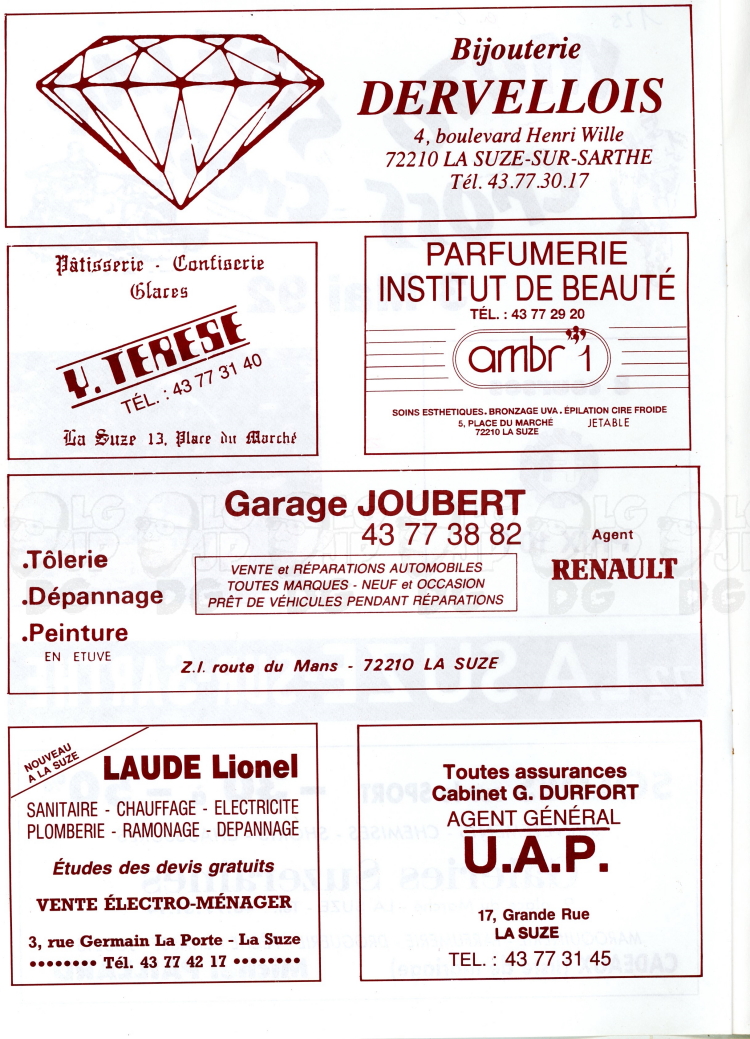 Bijouterie
DERVELLOIS
4, boulevard Henri Wille
72210 LA SUZE-SUR-SARTHE
Tél. 43.77.30.17
Pâtisserie - Confiserie
Glaces
Y. TERESE
TÉL. : 43 77 31 40
La Suze 13, Place du Marché
PARFUMERIE
INSTITUT DE BEAUTÉ
TÉL. : 43 77 29 20
ambr 1
SOINS ESTHETIQUES. BRONZAGE UVA. ÉPILATION CIRE FROIDE
5, PLACE DU MARCHÉ JETABLE
72210 LA SUZE
Garage JOUBERT
43 77 38 82
.Tôlerie
.Dépannage
.Peinture
EN ETUVE
VENTE et RÉPARATIONS AUTOMOBILES
TOUTES MARQUES - NEUF et OCCASION
PRÊT DE VÉHICULES PENDANT RÉPARATIONS
Agent
RENAULT
Z.I. route du Mans - 72210 LA SUZE
NOUVEAU
A LA SUZE
LAUDE Lionel
SANITAIRE - CHAUFFAGE - ELECTRICITE
PLOMBERIE - RAMONAGE - DEPANNAGE
Études des devis gratuits
VENTE ÉLECTRO-MÉNAGER
3, rue Germain La Porte - La Suze
•••••••• Tél. 43 77 42 17 ••••••••
Toutes assurances
Cabinet G. DURFORT
AGENT GÉNÉRAL
U.A.P.
17, Grande Rue
LA SUZE
TEL. : 43 77 31 45